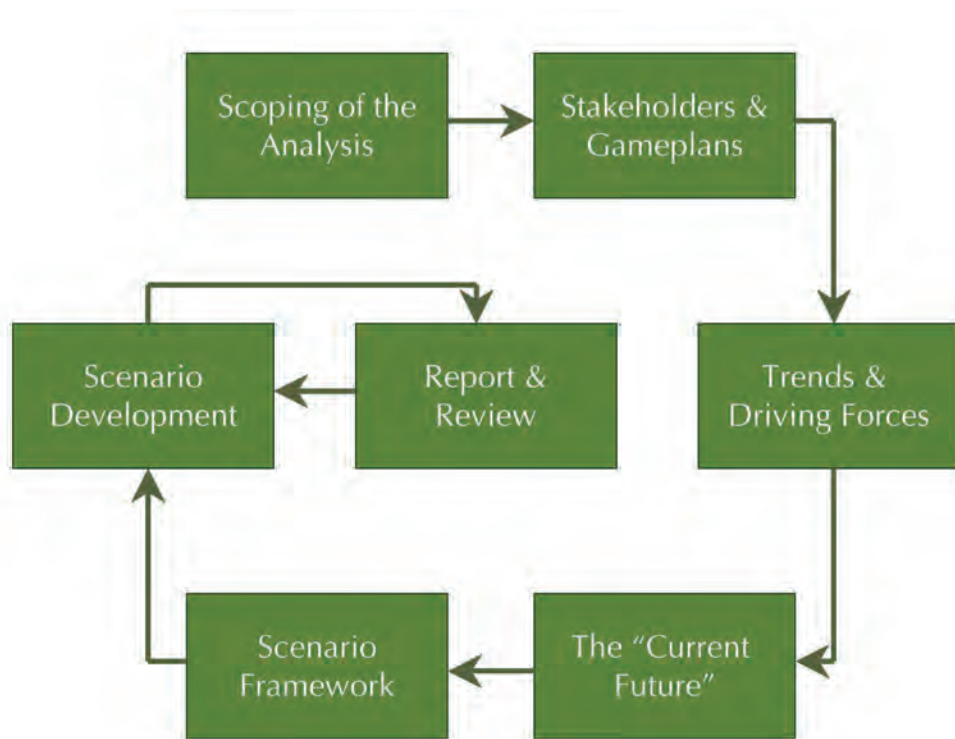 Scoping of the
Analysis
Stakeholders &
Gameplans
Scenario
Development
Report &
Review
Trends &
Driving Forces
Scenario
Framework
The “Current
Future”